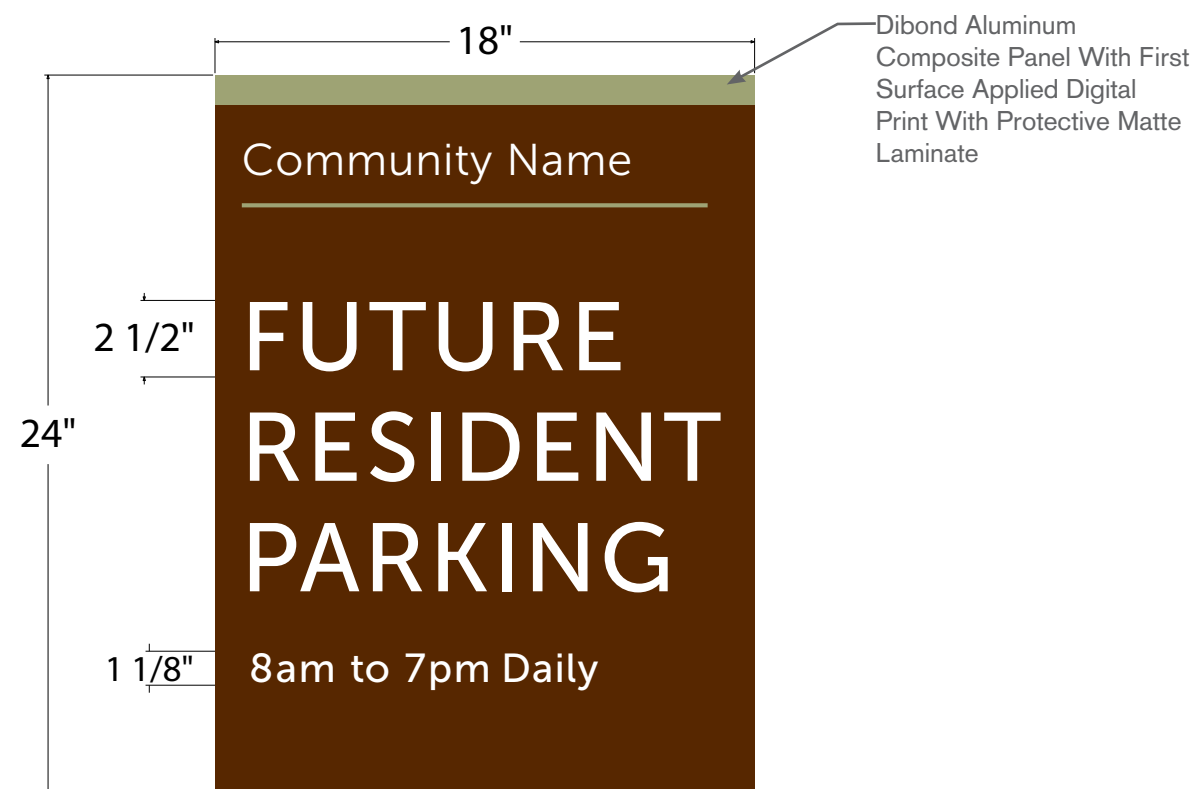 18"
Dibond Aluminum
Composite Panel With First
Surface Applied Digital
Print With Protective Matte
Laminate
Community Name
2 1/2"
FUTURE
24"
RESIDENT
PARKING
1 1/8"
8am to 7pm Daily